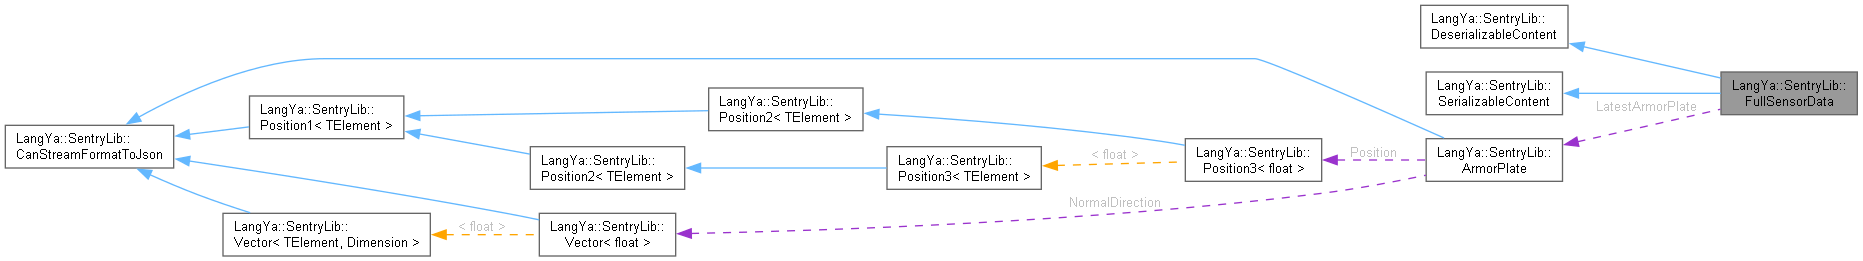 LangYa::SentryLib::
DeserializableContent
LangYa::SentryLib::
SerializableContent
LangYa::SentryLib::
FullSensorData
LatestArmorPlate
LangYa::SentryLib::
Position2< TElement >
LangYa::SentryLib::
Position1< TElement >
LangYa::SentryLib::
CanStreamFormatToJson
LangYa::SentryLib::
Position2< TElement >
LangYa::SentryLib::
Position3< TElement >
< float >
LangYa::SentryLib::
Position3< float >
Position
LangYa::SentryLib::
ArmorPlate
NormalDirection
LangYa::SentryLib::
Vector< TElement, Dimension >
< float >
LangYa::SentryLib::
Vector< float >